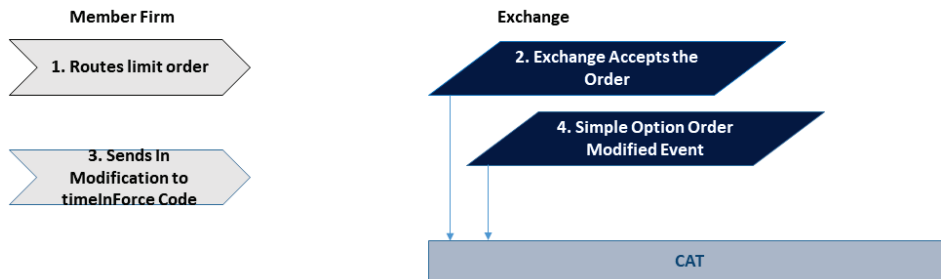 Member Firm
Exchange
1. Routes limit order
2. Exchange Accepts the
Order
4. Simple Option Order
Modified Event
3. Sends In
Modification to
timeInForce Code
CAT